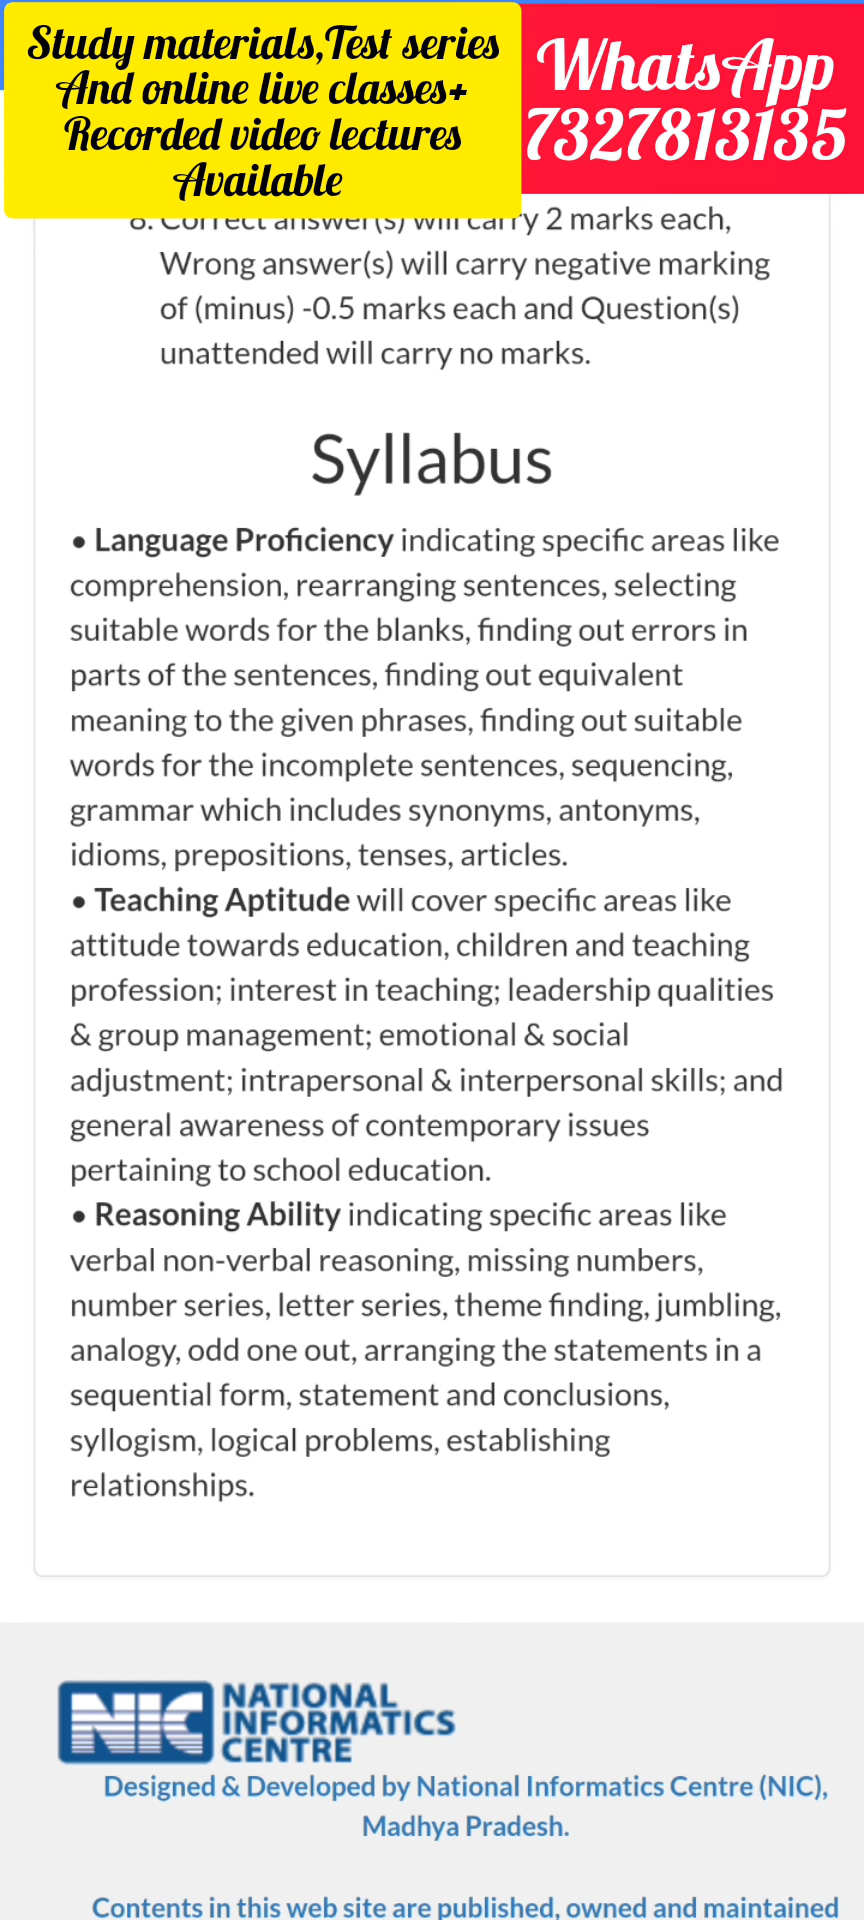 Study materials,Test series
And online live classes+
Recorded video lectures
Available
WhatsApp
7327813135
8. Correct answer(s) will carry 2 marks each,
Wrong answer(s) will carry negative marking
of (minus) -0.5 marks each and Question(s)
unattended will carry no marks.
Syllabus
• Language Proficiency indicating specific areas like
comprehension, rearranging sentences, selecting
suitable words for the blanks, finding out errors in
parts of the sentences, finding out equivalent
meaning to the given phrases, finding out suitable
words for the incomplete sentences, sequencing,
grammar which includes synonyms, antonyms,
idioms, prepositions, tenses, articles.
• Teaching Aptitude will cover specific areas like
attitude towards education, children and teaching
profession; interest in teaching; leadership qualities
& group management; emotional & social
adjustment; intrapersonal & interpersonal skills; and
general awareness of contemporary issues
pertaining to school education.
• Reasoning Ability indicating specific areas like
verbal non-verbal reasoning, missing numbers,
number series, letter series, theme finding, jumbling,
analogy, odd one out, arranging the statements in a
sequential form, statement and conclusions,
syllogism, logical problems, establishing
relationships.
NIC NATIONAL
INFORMATICS
CENTRE
Designed & Developed by National Informatics Centre (NIC),
Madhya Pradesh.
Contents in this web site are published, owned and maintained